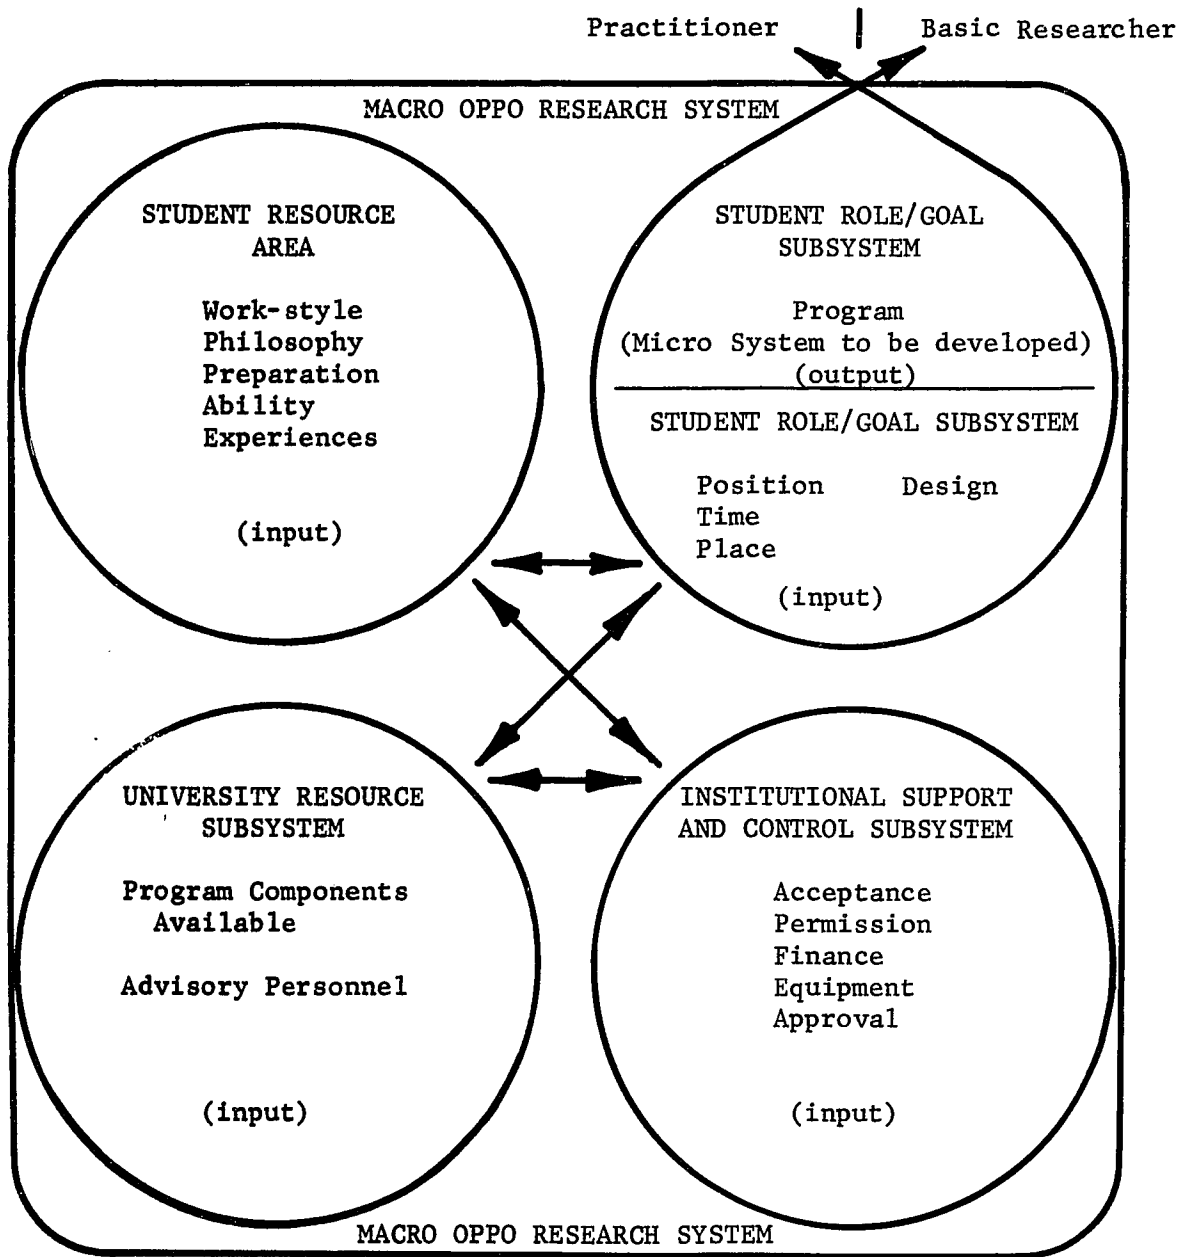 Practitioner | Basic Researcher
MACRO OPPO RESEARCH SYSTEM
STUDENT RESOURCE
AREA
Work-style
Philosophy
Preparation
Ability
Experiences
(input)
STUDENT ROLE/GOAL
SUBSYSTEM
Program
(Micro System to be developed)
(output)
STUDENT ROLE/GOAL SUBSYSTEM
Position Design
Time
Place
(input)
UNIVERSITY RESOURCE
SUBSYSTEM
Program Components
Available
Advisory Personnel
(input)
INSTITUTIONAL SUPPORT
AND CONTROL SUBSYSTEM
Acceptance
Permission
Finance
Equipment
Approval
(input)
MACRO OPPO RESEARCH SYSTEM